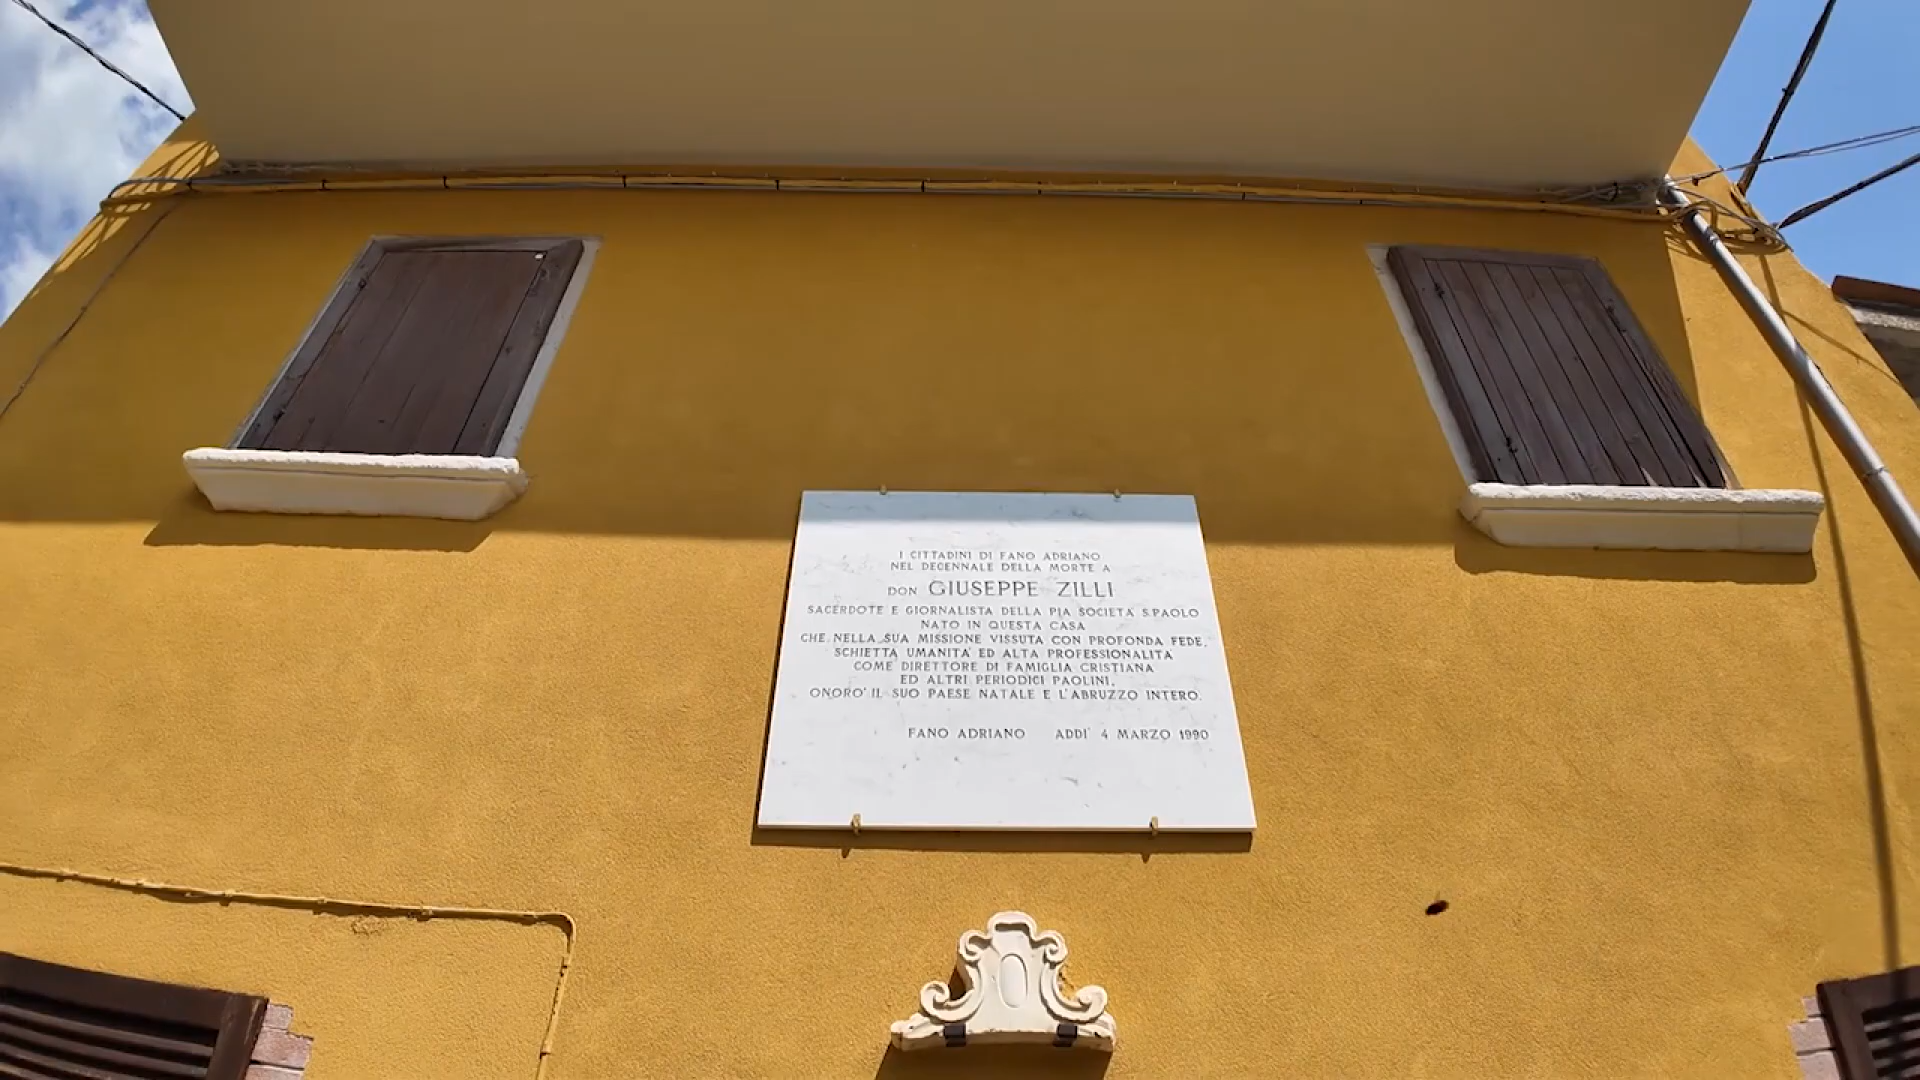 I CITTADINI DI FANO ADRIANO
NEL DECENNALE DELLA MORTE A
DON GIUSEPPE ZILLI
SACERDOTE E GIORNALISTA DELLA PIA SOCIETÀ S.PAOLO
NATO IN QUESTA CASA
CHE NELLA SUA MISSIONE VISSUTA CON PROFONDA FEDE,
SCHIETTA UMANITA' ED ALTA PROFESSIONALITA
COME DIRETTORE DI FAMIGLIA CRISTIANA
ED ALTRI PERIODICI PAOLINI,
ONORO' IL SUO PAESE NATALE E L'ABRUZZO INTERO.
FANO ADRIANO ADDI' 4 MARZO 1990